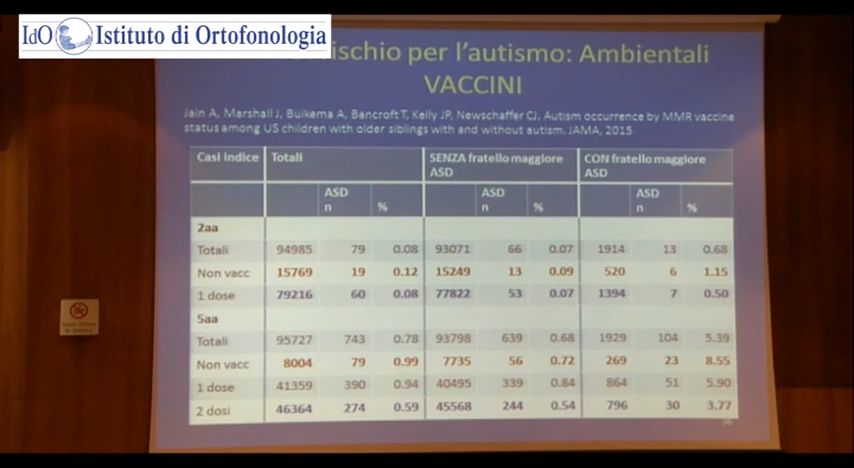 IdO Istituto di Ortofonologia
ischio per l'autismo: Ambientali
VACCINI
Jain A, Marshall J, Buikema A, Bancroft T, Kelly JP, Newschaffer CJ. Autism occurrence by MMR vaccine
status among US children with older siblings with and without autism. JAMA, 2015
Casi Indice Totali SENZA fratello maggiore CON fratello maggiore
ASD ASD
ASD ASD ASD
n % n % n %
2aa
Totali 94985 79 0.08 93071 66 0.07 1914 13 0.68
Non vacc 15769 19 0.12 15249 13 0.09 520 6 1.15
1 dose 79216 60 0.08 77822 53 0.07 1394 7 0.50
5aa
Totali 95727 743 0.78 93798 639 0.68 1929 104 5.39
Non vacc 8004 79 0.99 7735 56 0.72 269 23 8.55
1 dose 41359 390 0.94 40495 339 0.84 864 51 5.90
2 dosi 46364 274 0.59 45568 244 0.54 796 30 3.77